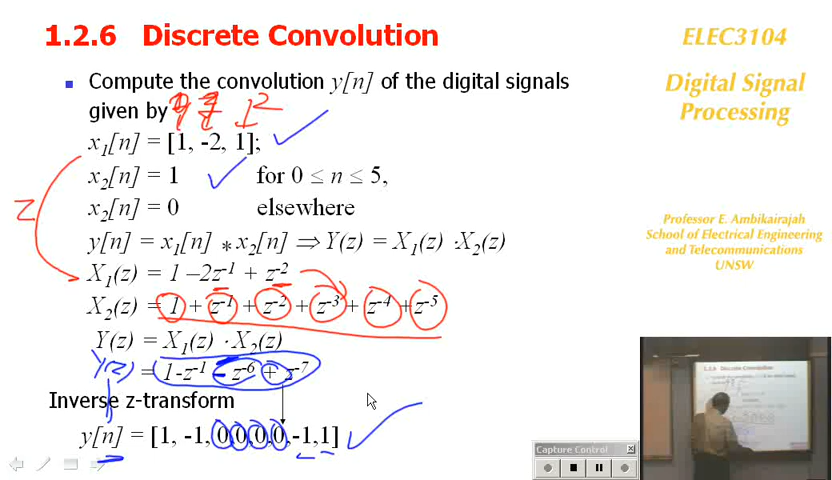 1.2.6 Discrete Convolution
ELEC3104
Digital Signal
Processing
Compute the convolution y[n] of the digital signals
given by
x₁[n] = [1, -2, 1];
x₂[n] = 1 for 0 ≤ n ≤ 5,
x₂[n] = 0 elsewhere
y[n] = x₁[n] * x₂[n] ⇒ Y(z) = X₁(z) ·X₂(z)
Z
X₁(z) = 1 –2z⁻¹ + z⁻²
X₂(z) = 1 + z⁻¹ + z⁻² + z⁻³ + z⁻⁴ + z⁻⁵
Y(z) = X₁(z) · X₂(z)
Y(z) = 1-z⁻¹ – z⁻⁶ + z⁻⁷
Inverse z-transform
y[n] = [1, -1, 0,0,0,0,-1,1]
Professor E. Ambikairajah
School of Electrical Engineering
and Telecommunications
UNSW
Capture Control